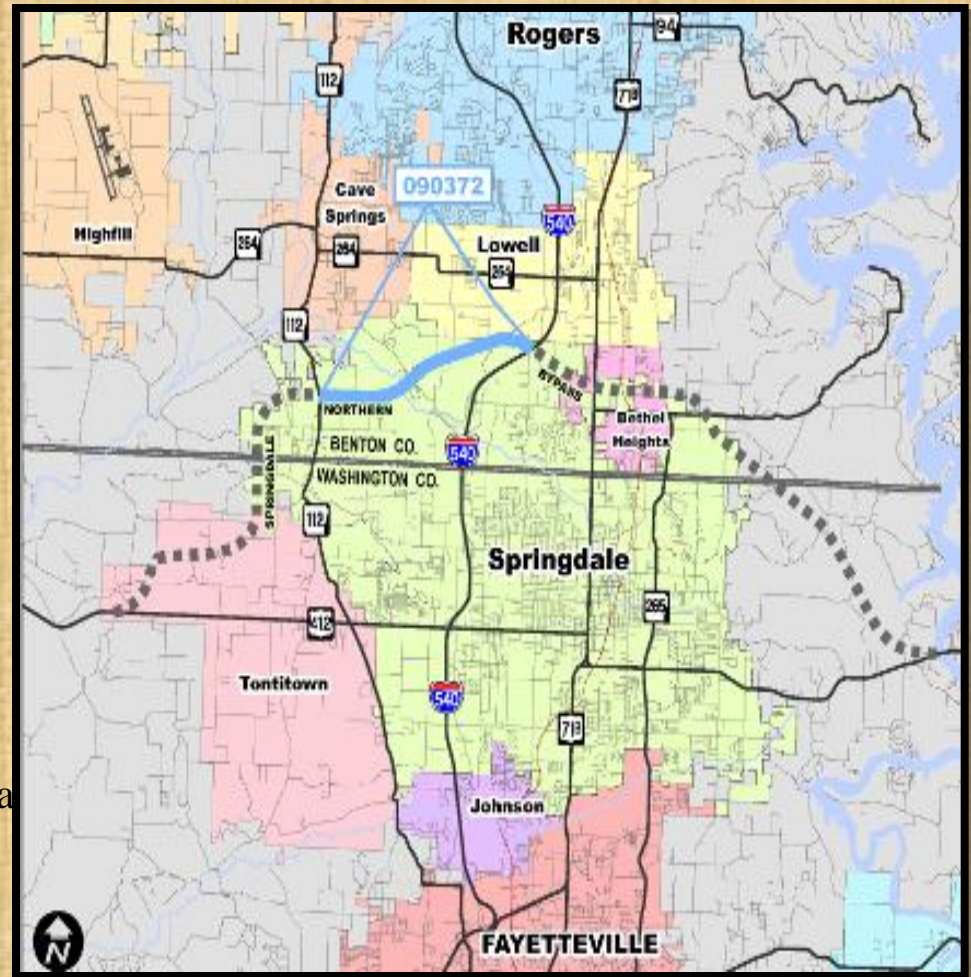 Rogers
94
112
71B
090372
Cave
Springs
Highfill
264
264
Lowell
540
264
112
BYPASS
NORTHERN
Bethel
Heights
BENTON CO.
540
WASHINGTON CO.
SPRINGDALE
112
Springdale
265
412
Tontitown
540
71B
a
Johnson
N
FAYETTEVILLE